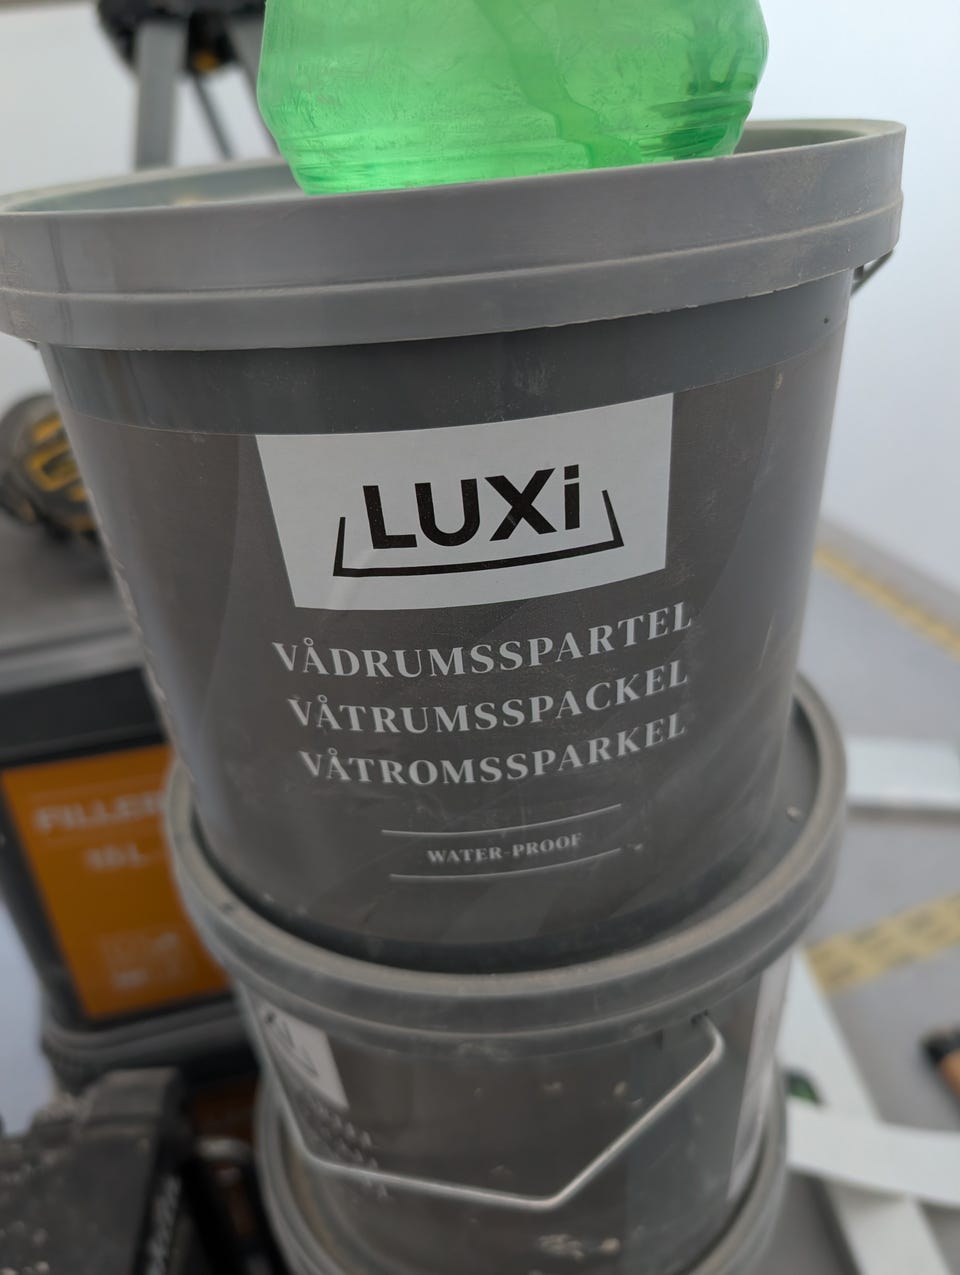 LUXi
VÅDRUMSSPARTEL
VÅTRUMSSPACKEL
VÅTROMSSPARKEL
WATER-PROOF